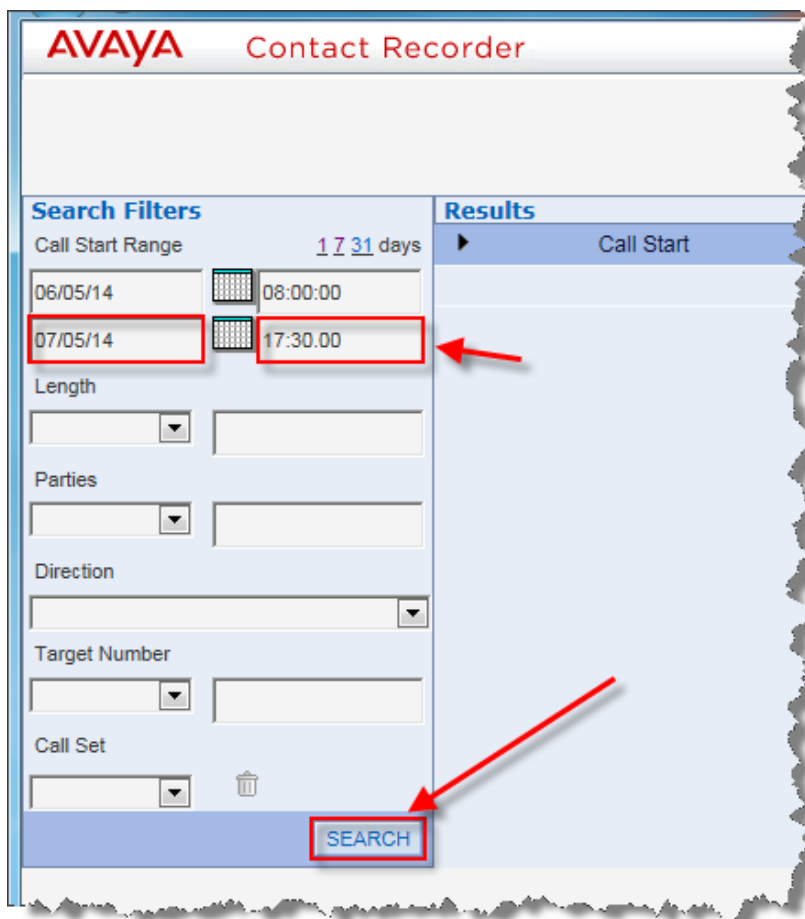 AVAYA Contact Recorder
Search Filters
Results
Call Start Range 1 7 31 days
Call Start
06/05/14 08:00:00
07/05/14 17:30.00
Length
Parties
Direction
Target Number
Call Set
SEARCH